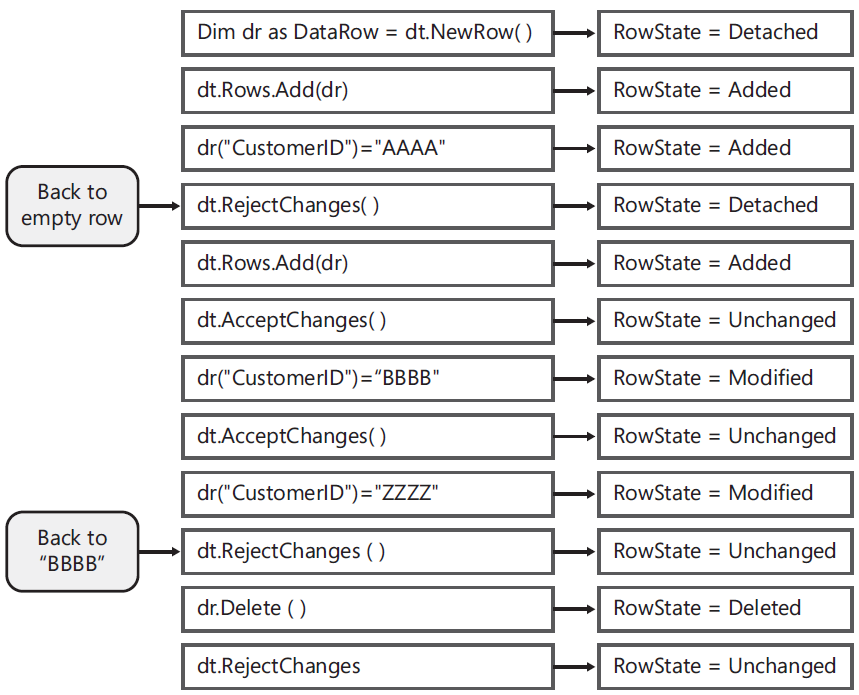 Dim dr as DataRow = dt.NewRow( )
RowState = Detached
dt.Rows.Add(dr)
RowState = Added
dr("CustomerID")="AAAA"
RowState = Added
Back to
empty row
dt.RejectChanges( )
RowState = Detached
dt.Rows.Add(dr)
RowState = Added
dt.AcceptChanges( )
RowState = Unchanged
dr("CustomerID")=“BBBB"
RowState = Modified
dt.AcceptChanges( )
RowState = Unchanged
dr("CustomerID")="ZZZZ"
RowState = Modified
Back to
“BBBB”
dt.RejectChanges ( )
RowState = Unchanged
dr.Delete ( )
RowState = Deleted
dt.RejectChanges
RowState = Unchanged